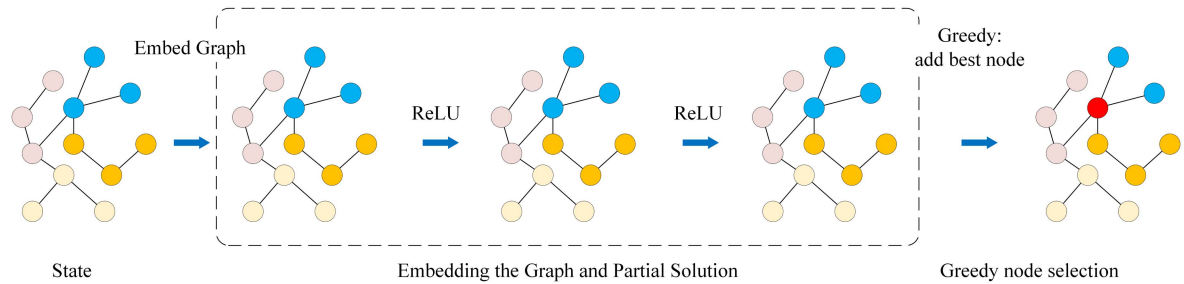 Embed Graph
ReLU
ReLU
Greedy:
add best node
State
Embedding the Graph and Partial Solution
Greedy node selection